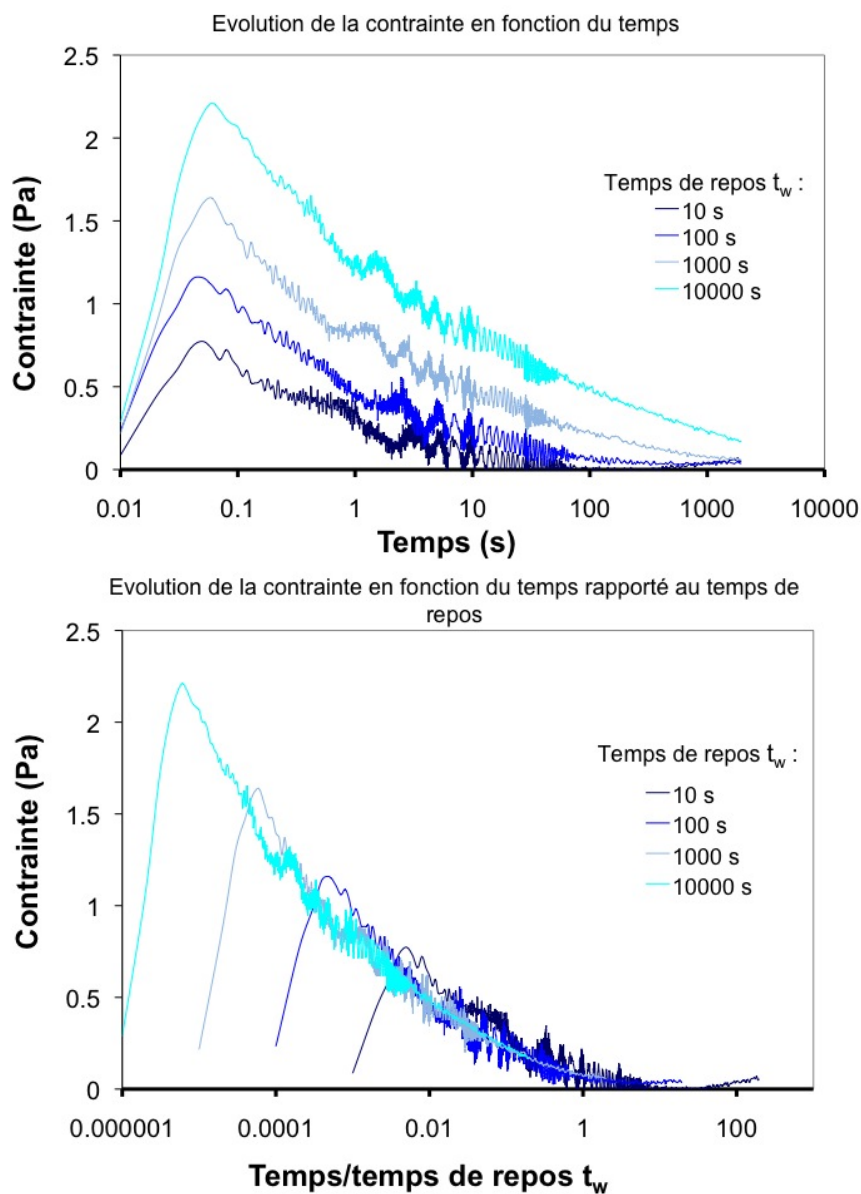 Evolution de la contrainte en fonction du temps
2.5
2
1.5
1
0.5
0
Contrainte (Pa)
Temps de repos tw :
10 s
100 s
1000 s
10000 s
0.01 0.1 1 10 100 1000 10000
Temps (s)
Evolution de la contrainte en fonction du temps rapporté au temps de
repos
2.5
2
1.5
1
0.5
0
Contrainte (Pa)
Temps de repos tw :
10 s
100 s
1000 s
10000 s
0.000001 0.0001 0.01 1 100
Temps/temps de repos tw